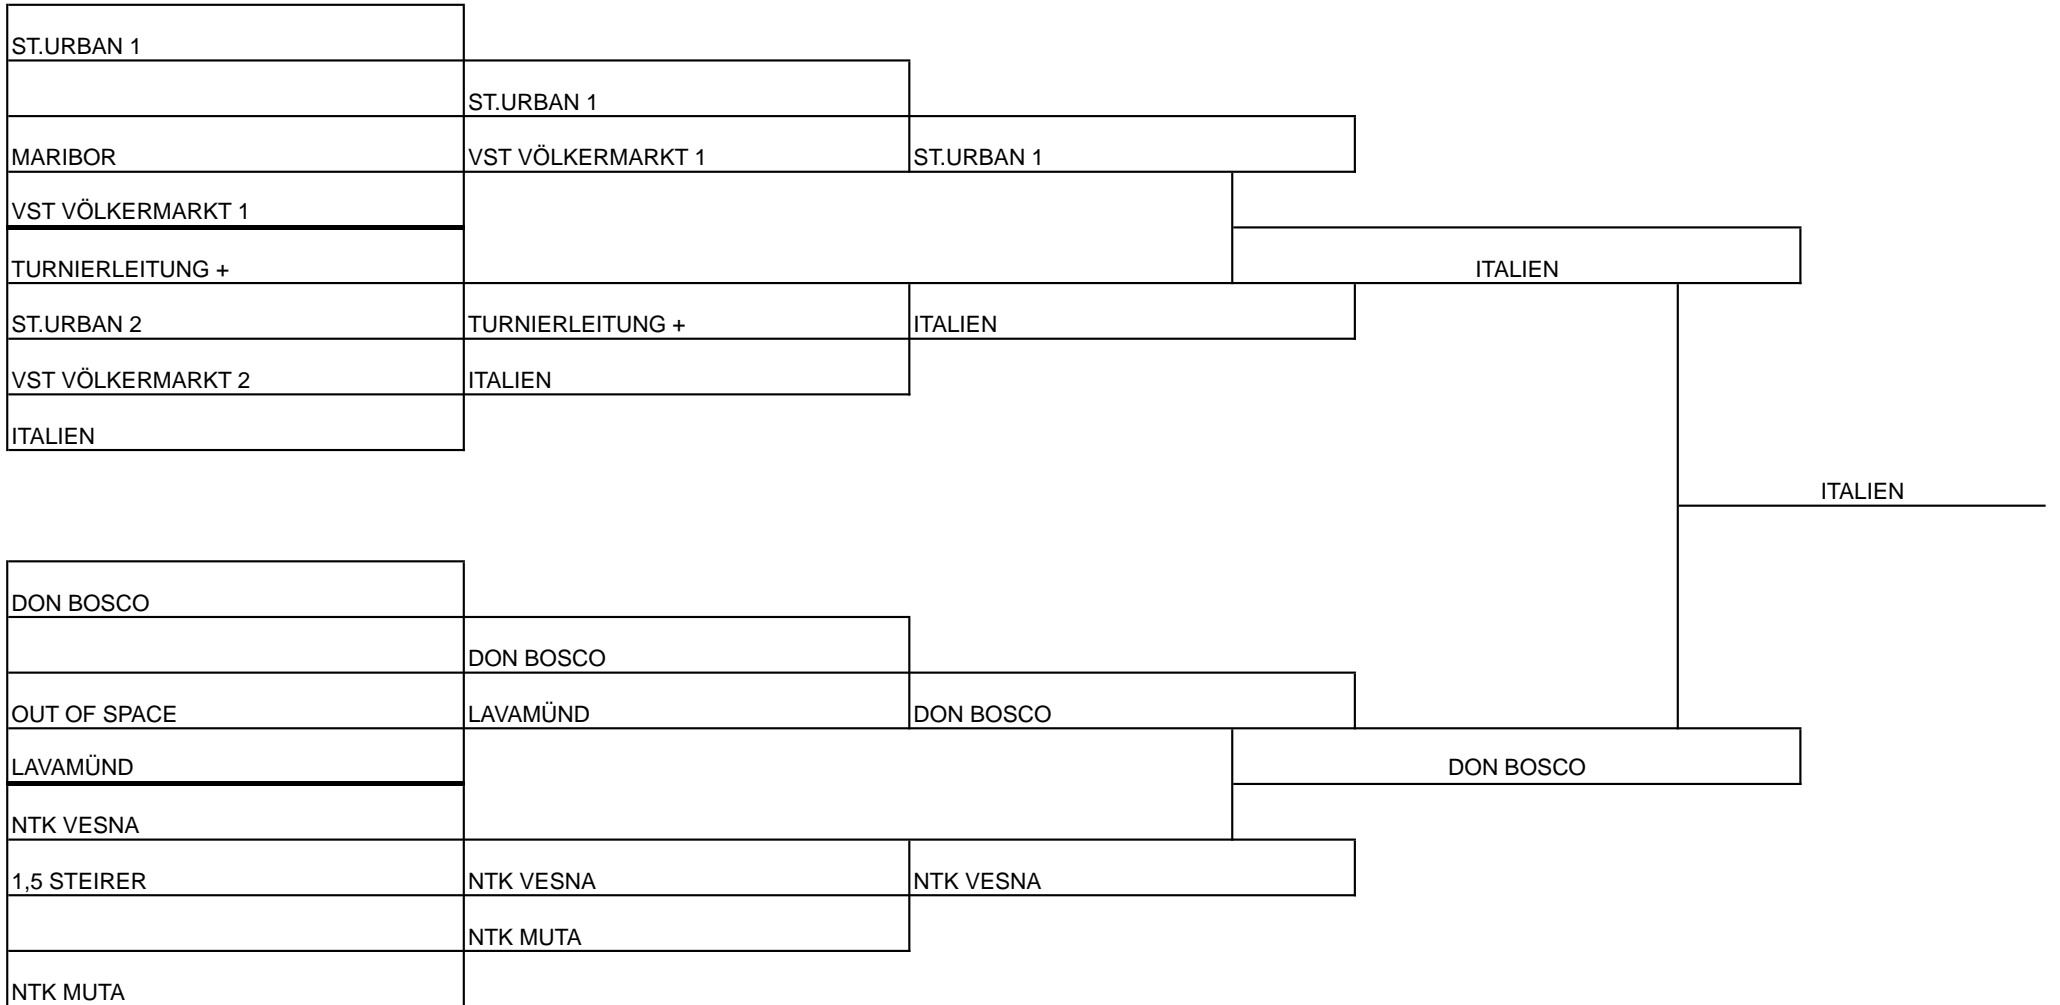 ST.URBAN 1
ST.URBAN 1
MARIBOR VST VÖLKERMARKT 1 ST.URBAN 1
VST VÖLKERMARKT 1
TURNIERLEITUNG + ITALIEN
ST.URBAN 2 TURNIERLEITUNG + ITALIEN
VST VÖLKERMARKT 2 ITALIEN
ITALIEN
ITALIEN
DON BOSCO
DON BOSCO
OUT OF SPACE LAVAMÜND DON BOSCO
LAVAMÜND DON BOSCO
NTK VESNA
1,5 STEIRER NTK VESNA NTK VESNA
NTK MUTA
NTK MUTA